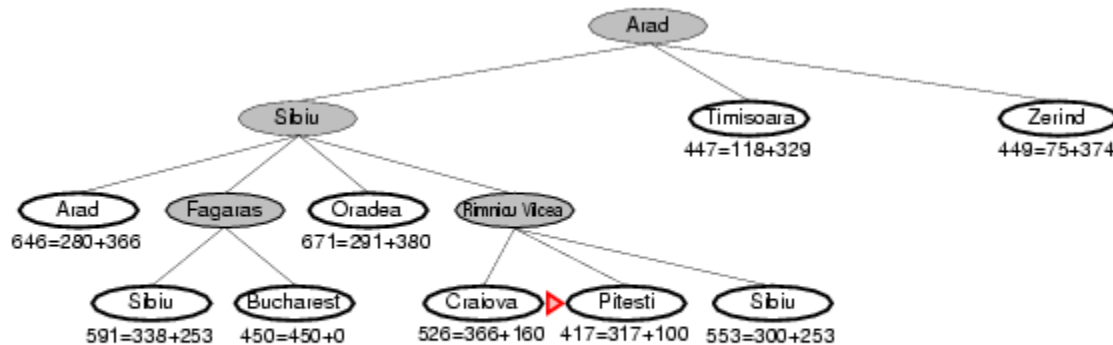 Arad
Sibiu
Timisoara
Zerind
447=118+329
449=75+374
Arad
Fagaras
Oradea
Rimnicu Vilcea
646=280+366
671=291+380
Sibiu
Bucharest
Craiova
Pitesti
Sibiu
591=338+253
450=450+0
526=366+160
417=317+100
553=300+253